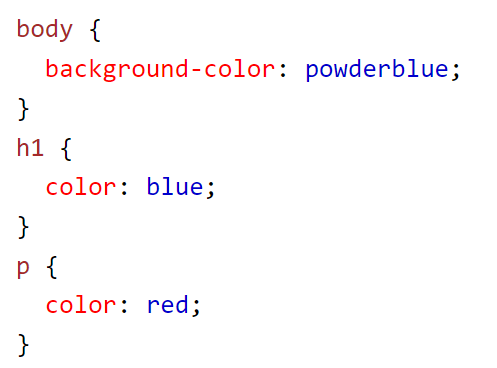 body {
  background-color: powderblue;
}
h1 {
  color: blue;
}
p {
  color: red;
}